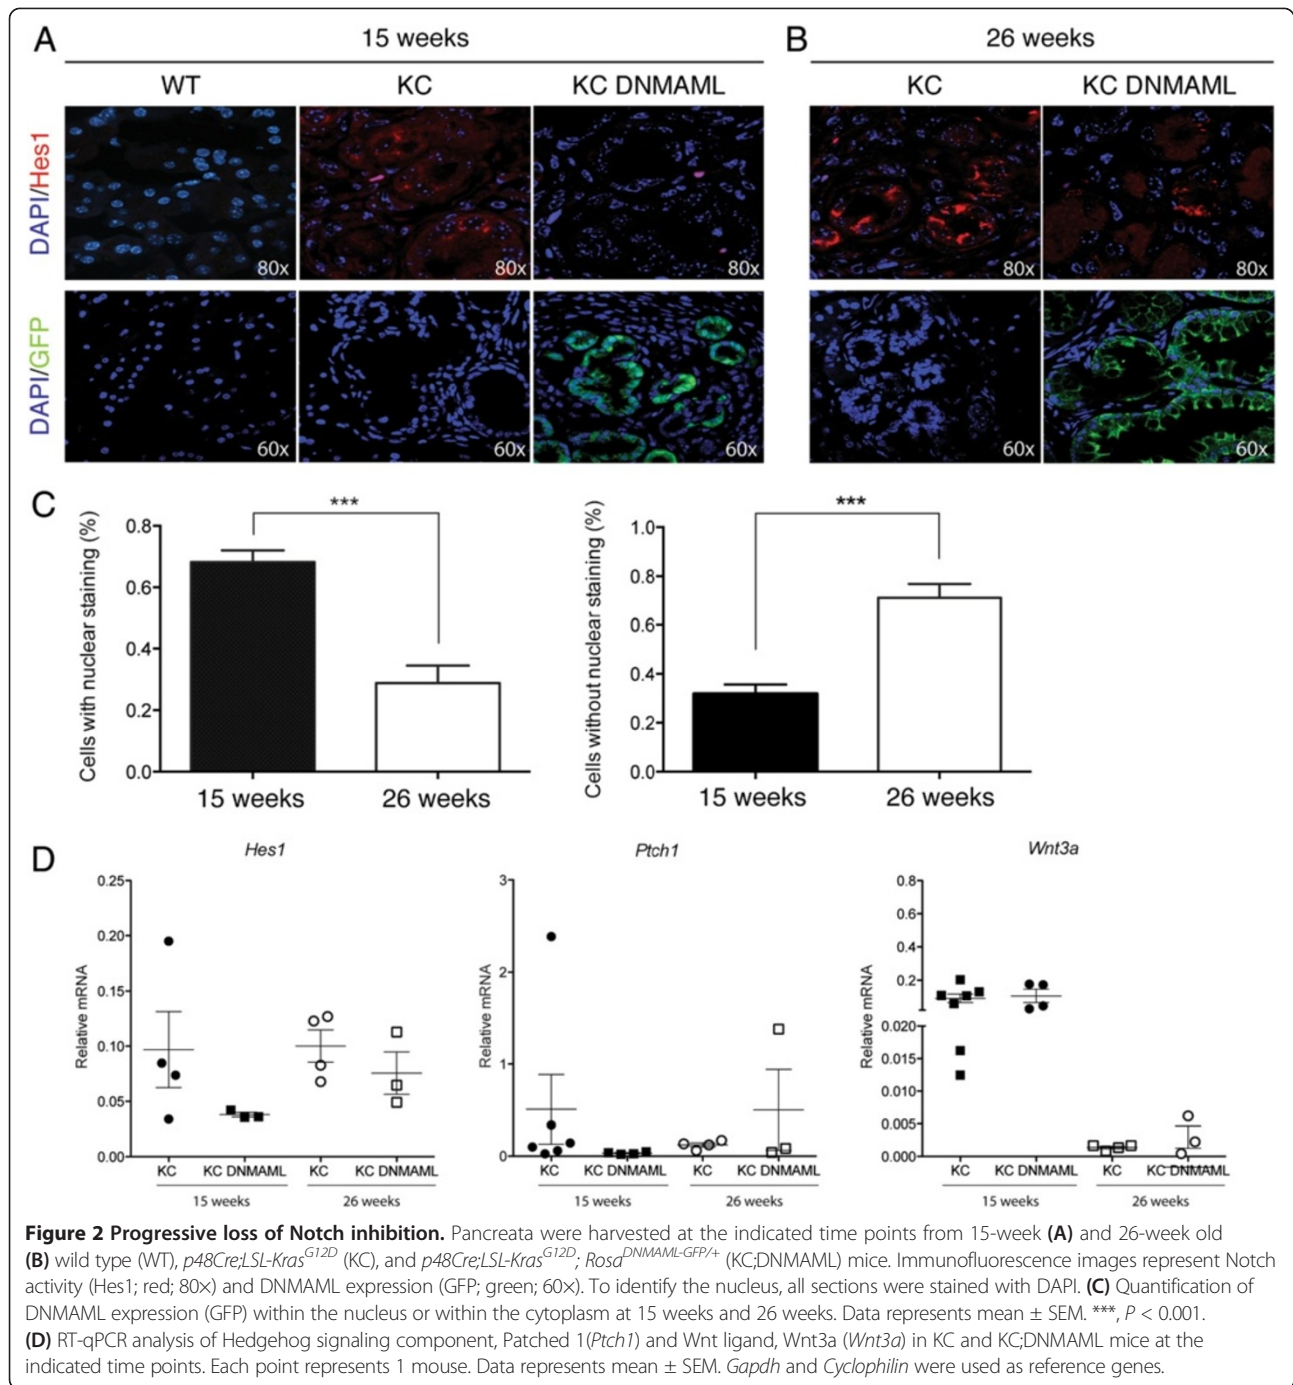 A
15 weeks
B
26 weeks
WT
KC
KC DNMAML
KC
KC DNMAML
DAPI/Hes1
80x
80x
80x
80x
80x
DAPI/GFP
60x
60x
60x
60x
60x
C
Cells with nuclear staining (%)
***
0.8
0.6
0.4
0.2
0.0
15 weeks
26 weeks
Cells without nuclear staining (%)
***
1.0
0.8
0.6
0.4
0.2
0.0
15 weeks
26 weeks
D
Hes1
Relative mRNA
0.25
0.20
0.15
0.10
0.05
0.00
KC
KC DNMAML
KC
KC DNMAML
15 weeks
26 weeks
Ptch1
Relative mRNA
3
2
1
0
KC
KC DNMAML
KC
KC DNMAML
15 weeks
26 weeks
Wnt3a
Relative mRNA
0.8
0.6
0.4
0.2
0.020
0.015
0.010
0.005
0.000
KC
KC DNMAML
KC
KC DNMAML
15 weeks
26 weeks
Figure 2 Progressive loss of Notch inhibition. Pancreata were harvested at the indicated time points from 15-week (A) and 26-week old
(B) wild type (WT), p48Cre;LSL-Kras^G12D (KC), and p48Cre;LSL-Kras^G12D; Rosa^DNMAML-GFP/+ (KC;DNMAML) mice. Immunofluorescence images represent Notch
activity (Hes1; red; 80×) and DNMAML expression (GFP; green; 60×). To identify the nucleus, all sections were stained with DAPI. (C) Quantification of
DNMAML expression (GFP) within the nucleus or within the cytoplasm at 15 weeks and 26 weeks. Data represents mean ± SEM. ***, P < 0.001.
(D) RT-qPCR analysis of Hedgehog signaling component, Patched 1(Ptch1) and Wnt ligand, Wnt3a (Wnt3a) in KC and KC;DNMAML mice at the
indicated time points. Each point represents 1 mouse. Data represents mean ± SEM. Gapdh and Cyclophilin were used as reference genes.